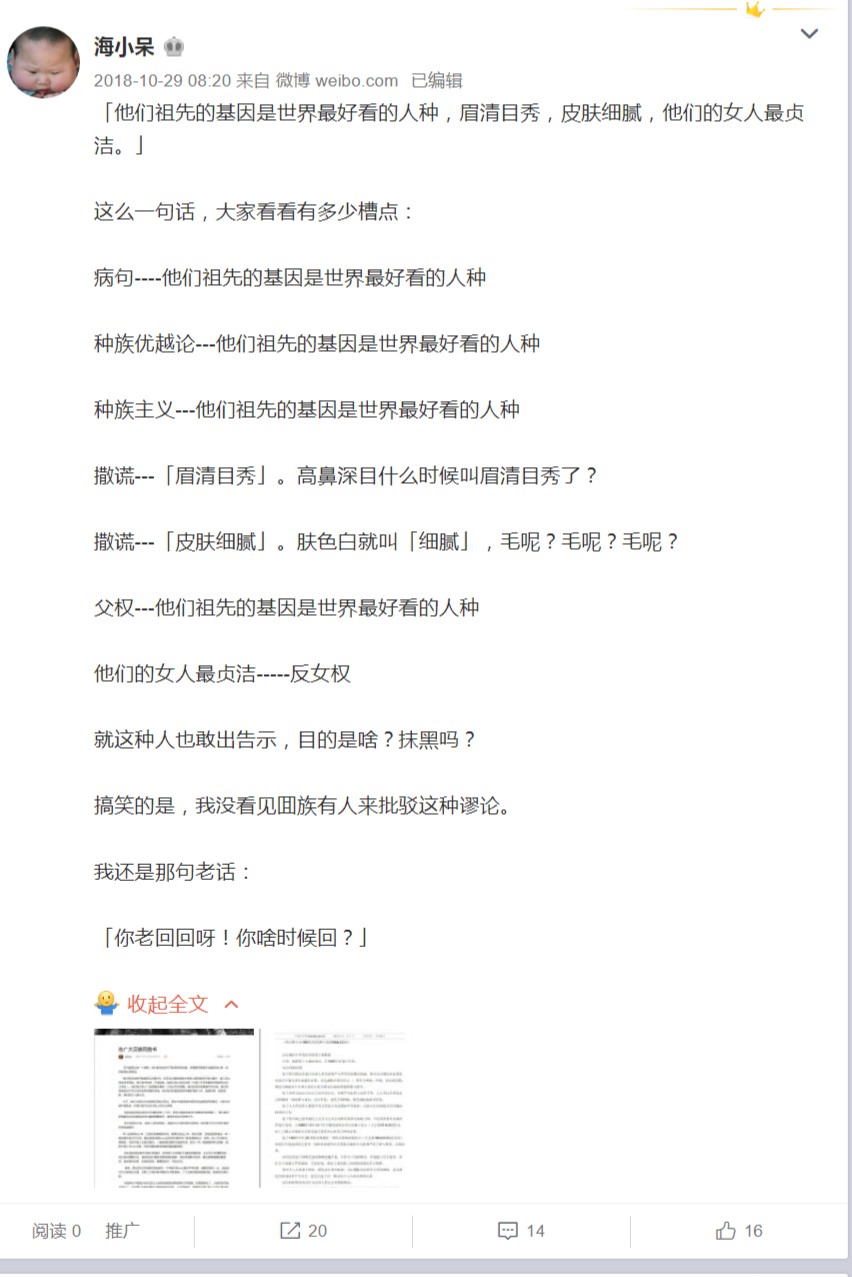 海小呆
2018-10-29 08:20 来自 微博 weibo.com 已编辑
「他们祖先的基因是世界最好看的人种，眉清目秀，皮肤细腻，他们的女人最贞
洁。」
这么一句话，大家看看有多少槽点：
病句----他们祖先的基因是世界最好看的人种
种族优越论---他们祖先的基因是世界最好看的人种
种族主义---他们祖先的基因是世界最好看的人种
撒谎---「眉清目秀」。高鼻深目什么时候叫眉清目秀了？
撒谎---「皮肤细腻」。肤色白就叫「细腻」，毛呢？毛呢？毛呢？
父权---他们祖先的基因是世界最好看的人种
他们的女人最贞洁-----反女权
就这种人也敢出告示，目的是啥？抹黑吗？
搞笑的是，我没看见囬族有人来批驳这种谬论。
我还是那句老话：
「你老回回呀！你啥时候回？」
收起全文
阅读 0 推广 20 14 16